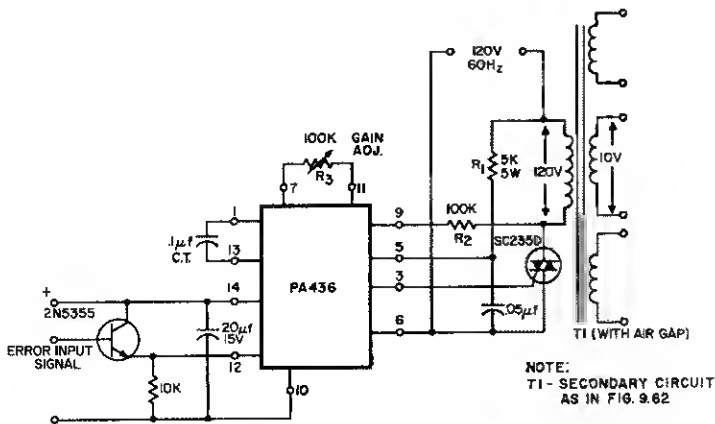 120V
60Hz
100K GAIN
ADJ.
R3
7
11
R1
5K
5W
120V
10V
1
.1µf
C.T.
13
9
100K
R2
5
SC235D
3
PA436
+
14
2N5355
20µf
15V
.05µf
6
ERROR INPUT
SIGNAL
12
10K
10
T1 (WITH AIR GAP)
NOTE:
T1 - SECONDARY CIRCUIT
AS IN FIG. 9.62